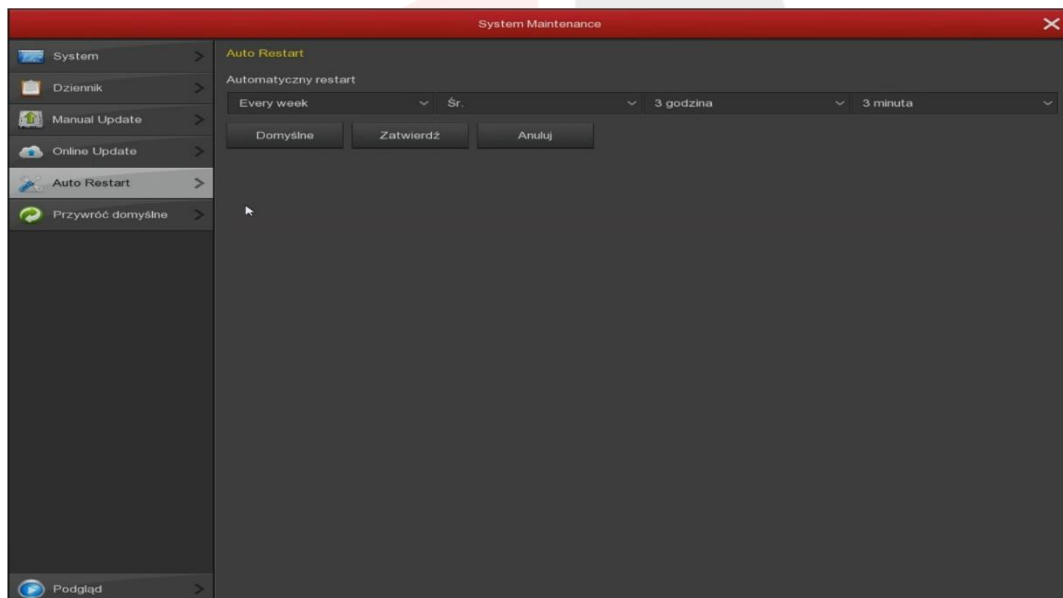 System Maintenance
System
Dziennik
Manual Update
Online Update
Auto Restart
Przywróć domyślne
Podgląd
Auto Restart
Automatyczny restart
Every week
Śr.
3 godzina
3 minuta
Domyślne
Zatwierdź
Anuluj